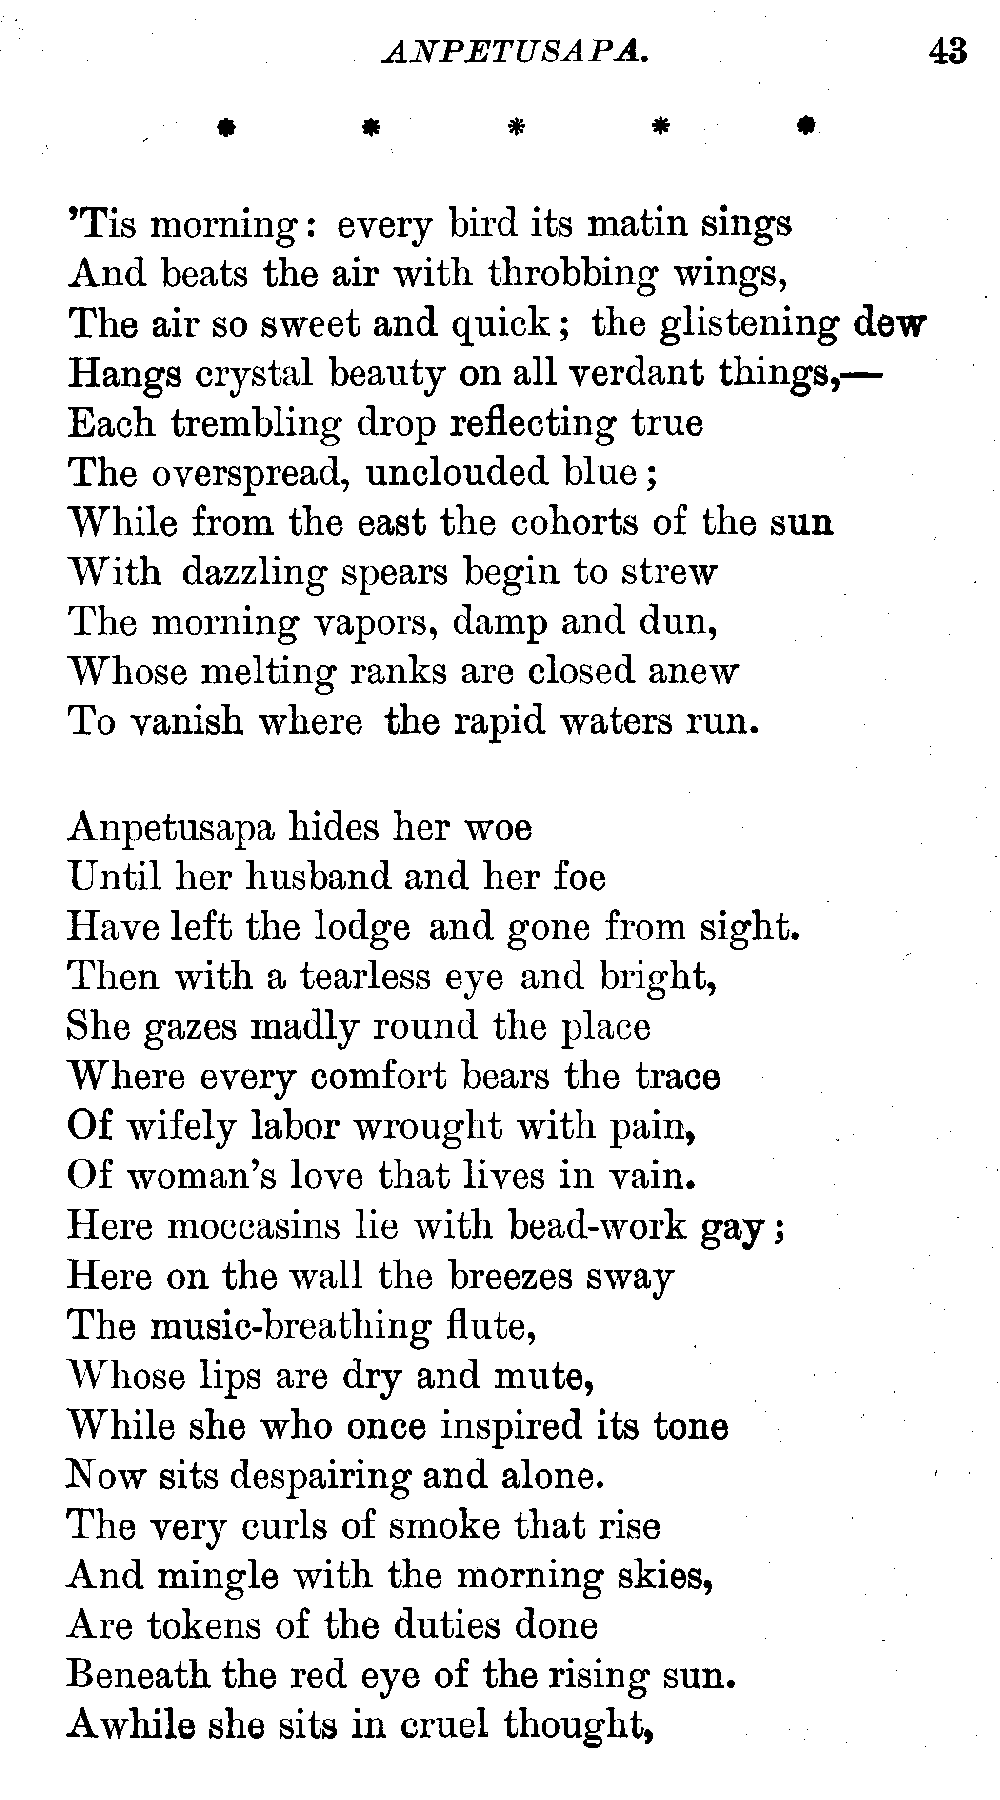 ANPETUSAPA. 43
* * * * *
’Tis morning: every bird its matin sings
And beats the air with throbbing wings,
The air so sweet and quick; the glistening dew
Hangs crystal beauty on all verdant things,—
Each trembling drop reflecting true
The overspread, unclouded blue;
While from the east the cohorts of the sun
With dazzling spears begin to strew
The morning vapors, damp and dun,
Whose melting ranks are closed anew
To vanish where the rapid waters run.
Anpetusapa hides her woe
Until her husband and her foe
Have left the lodge and gone from sight.
Then with a tearless eye and bright,
She gazes madly round the place
Where every comfort bears the trace
Of wifely labor wrought with pain,
Of woman’s love that lives in vain.
Here moccasins lie with bead-work gay;
Here on the wall the breezes sway
The music-breathing flute,
Whose lips are dry and mute,
While she who once inspired its tone
Now sits despairing and alone.
The very curls of smoke that rise
And mingle with the morning skies,
Are tokens of the duties done
Beneath the red eye of the rising sun.
Awhile she sits in cruel thought,